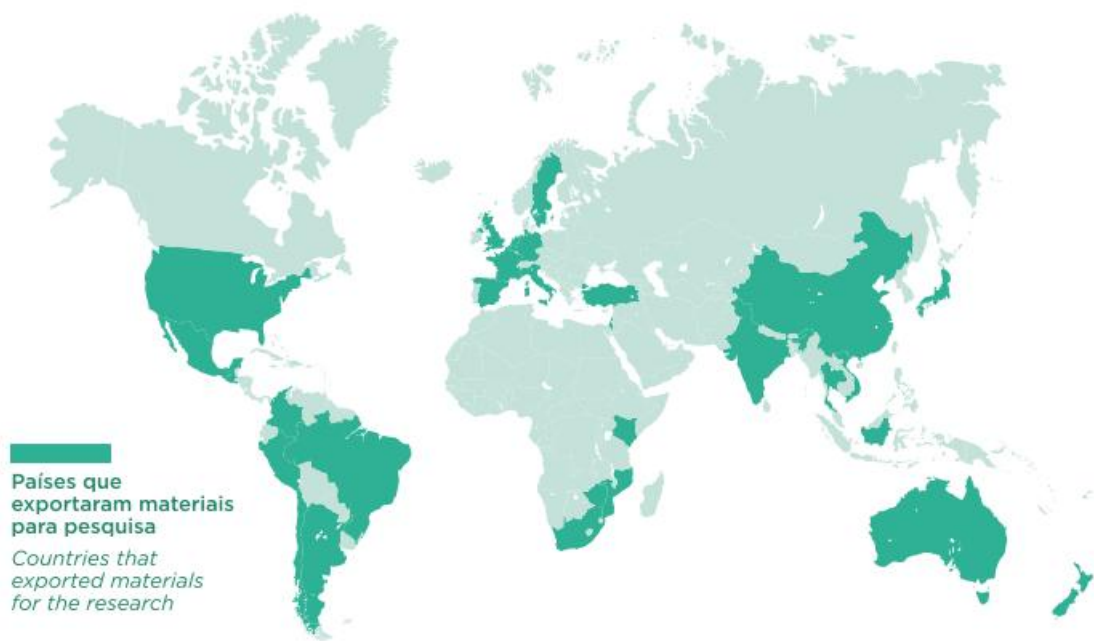 Países que
exportaram materiais
para pesquisa
Countries that
exported materials
for the research